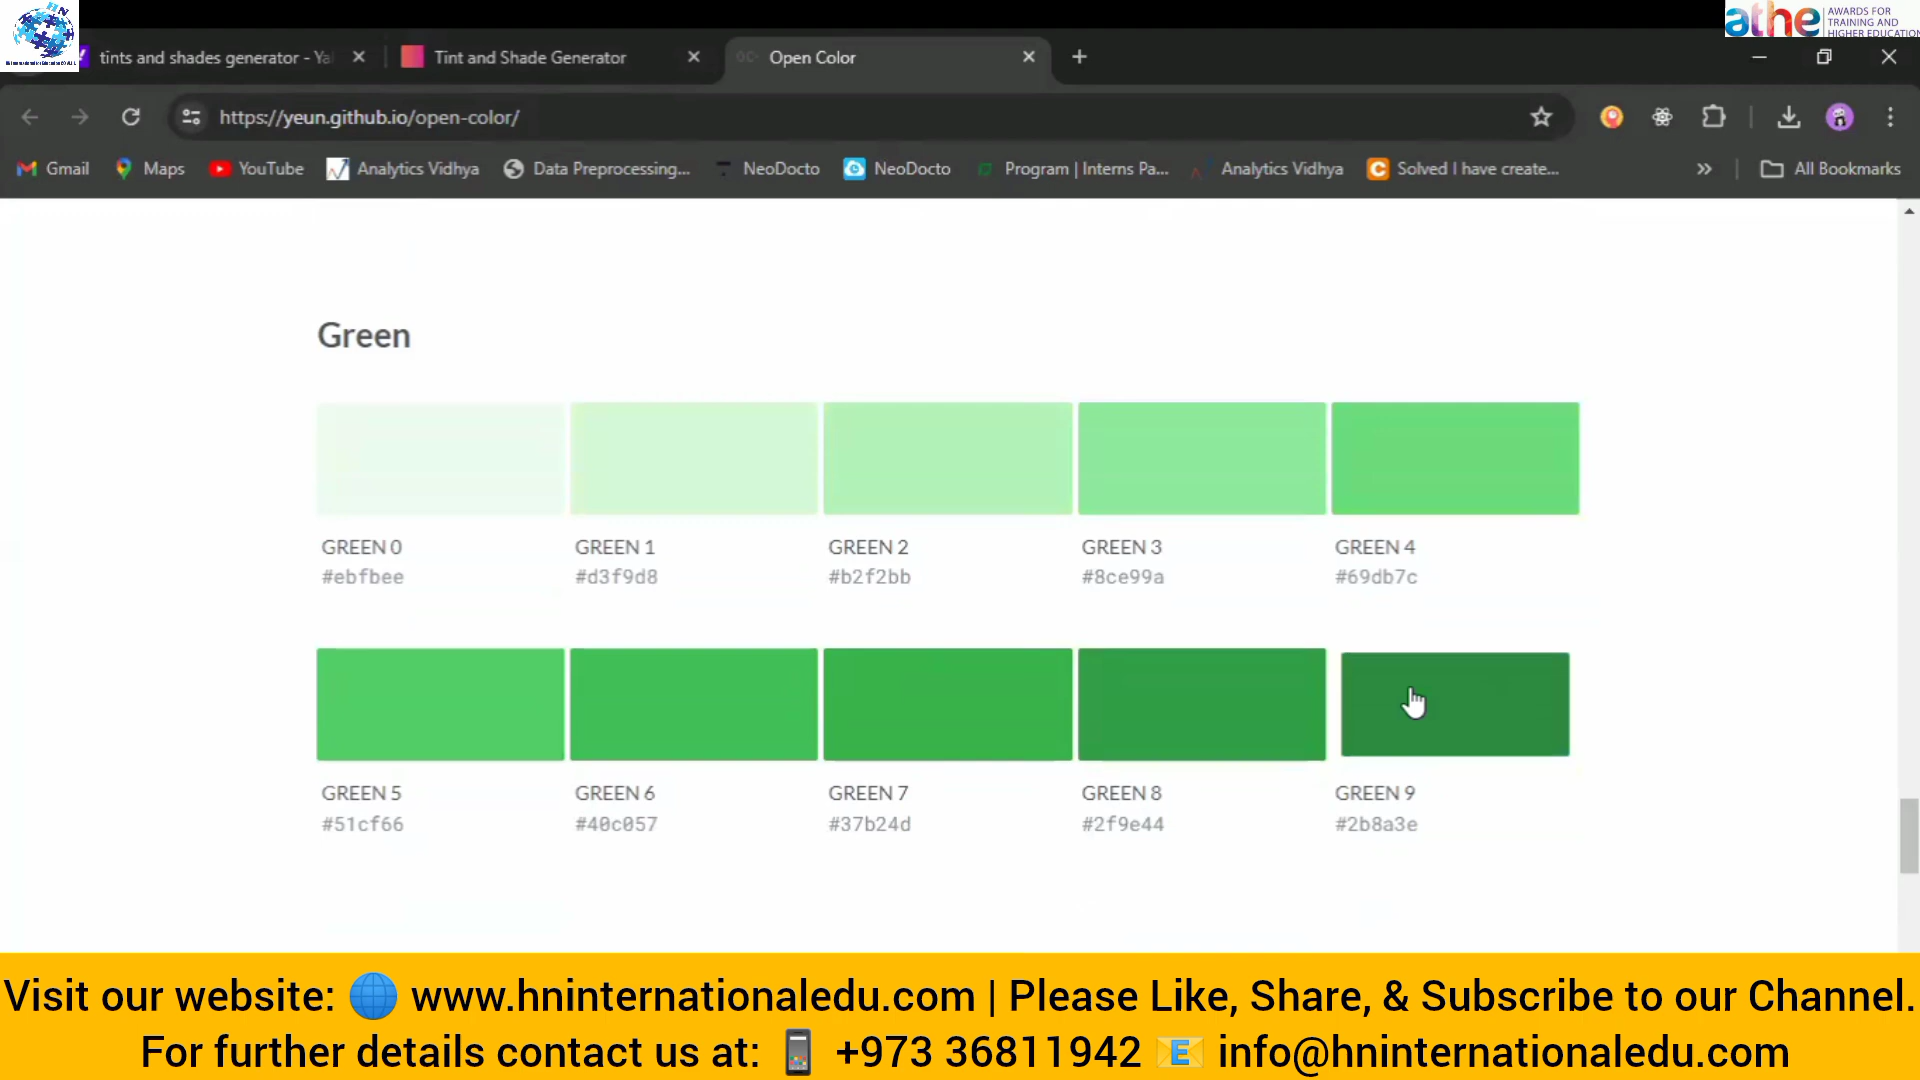 HN
athe AWARDS FOR
TRAINING AND
HIGHER EDUCATION
tints and shades generator - Ya
Tint and Shade Generator
Open Color
https://yeun.github.io/open-color/
Gmail
Maps
YouTube
Analytics Vidhya
Data Preprocessing...
NeoDocto
NeoDocto
Program | Interns Pa...
Analytics Vidhya
Solved I have create...
All Bookmarks
Green
GREEN 0 GREEN 1 GREEN 2 GREEN 3 GREEN 4
#ebfbee #d3f9d8 #b2f2bb #8ce99a #69db7c
GREEN 5 GREEN 6 GREEN 7 GREEN 8 GREEN 9
#51cf66 #40c057 #37b24d #2f9e44 #2b8a3e
Visit our website: 🌐 www.hninternationaledu.com | Please Like, Share, & Subscribe to our Channel.
For further details contact us at: 📱 +973 36811942 📧 info@hninternationaledu.com